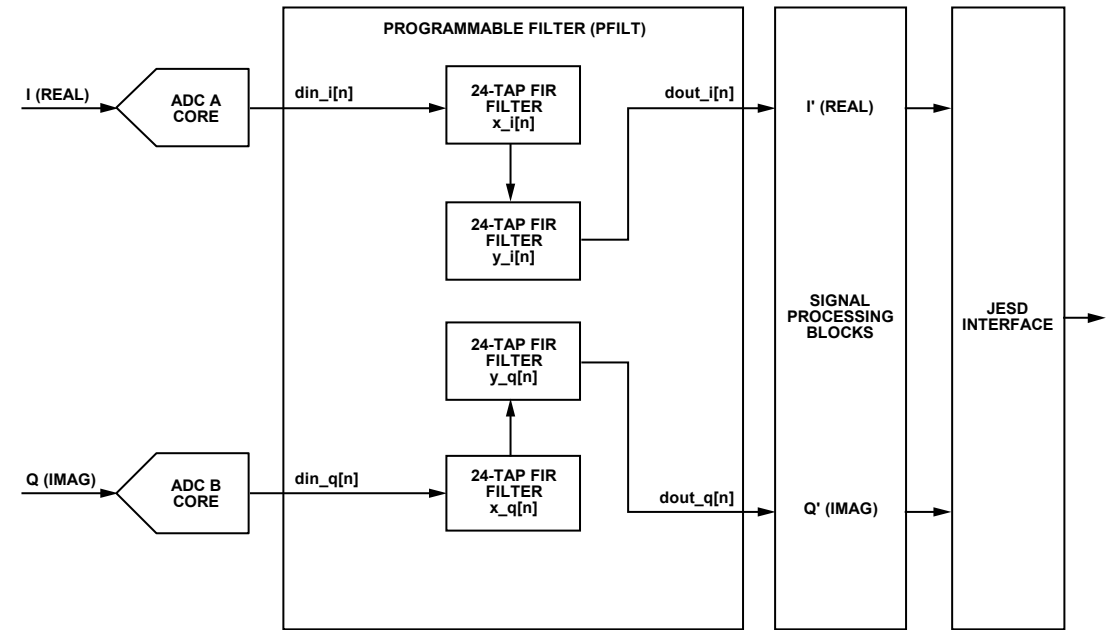 PROGRAMMABLE FILTER (PFILT)
I (REAL)
ADC A
CORE
din_i[n]
24-TAP FIR
FILTER
x_i[n]
dout_i[n]
I' (REAL)
24-TAP FIR
FILTER
y_i[n]
SIGNAL
PROCESSING
BLOCKS
JESD
INTERFACE
24-TAP FIR
FILTER
y_q[n]
Q (IMAG)
ADC B
CORE
din_q[n]
24-TAP FIR
FILTER
x_q[n]
dout_q[n]
Q' (IMAG)